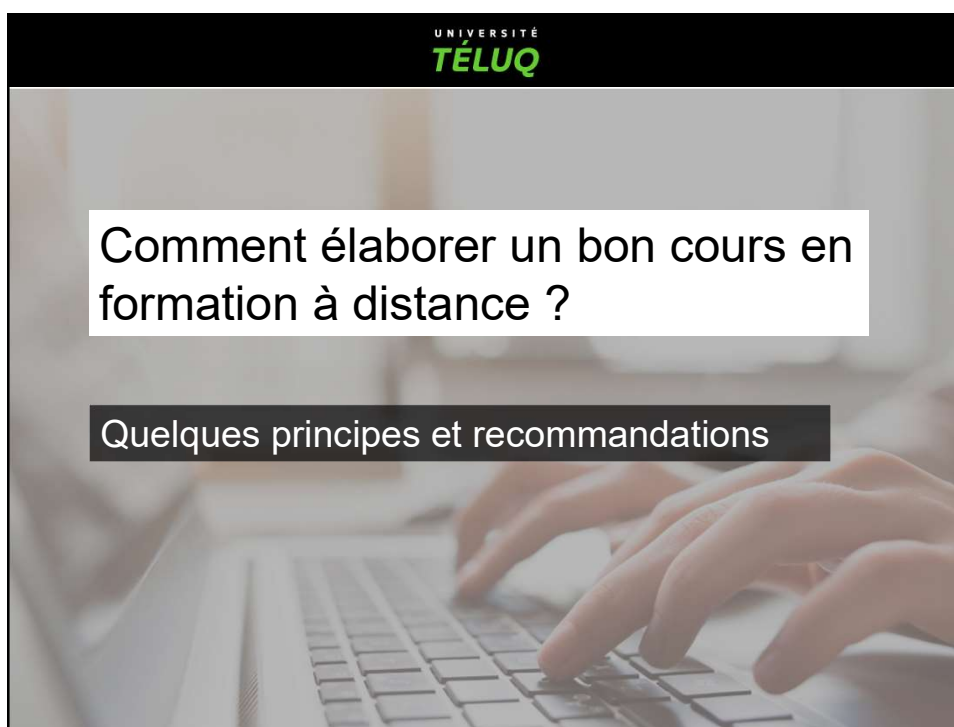 UNIVERSITÉ
TÉLUQ
Comment élaborer un bon cours en
formation à distance ?
Quelques principes et recommandations